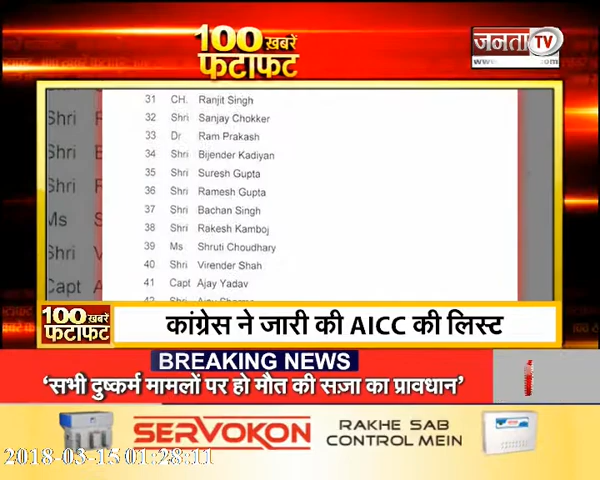 100 ख़बरें
फटाफट
जनता TV
31 CH. Ranjit Singh
32 Shri Sanjay Chokker
33 Dr Ram Prakash
34 Shri Bijender Kadiyan
35 Shri Suresh Gupta
36 Shri Ramesh Gupta
37 Shri Bachan Singh
38 Shri Rakesh Kamboj
39 Ms Shruti Choudhary
40 Shri Virender Shah
41 Capt Ajay Yadav
Shri
Shri
Shri
Ms
Shri
Capt
100 ख़बरें
फटाफट
कांग्रेस ने जारी की AICC की लिस्ट
BREAKING NEWS
‘सभी दुष्कर्म मामलों पर हो मौत की सज़ा का प्रावधान’
SERVOKON
RAKHE SAB
CONTROL MEIN
2018-03-15 01:28:11